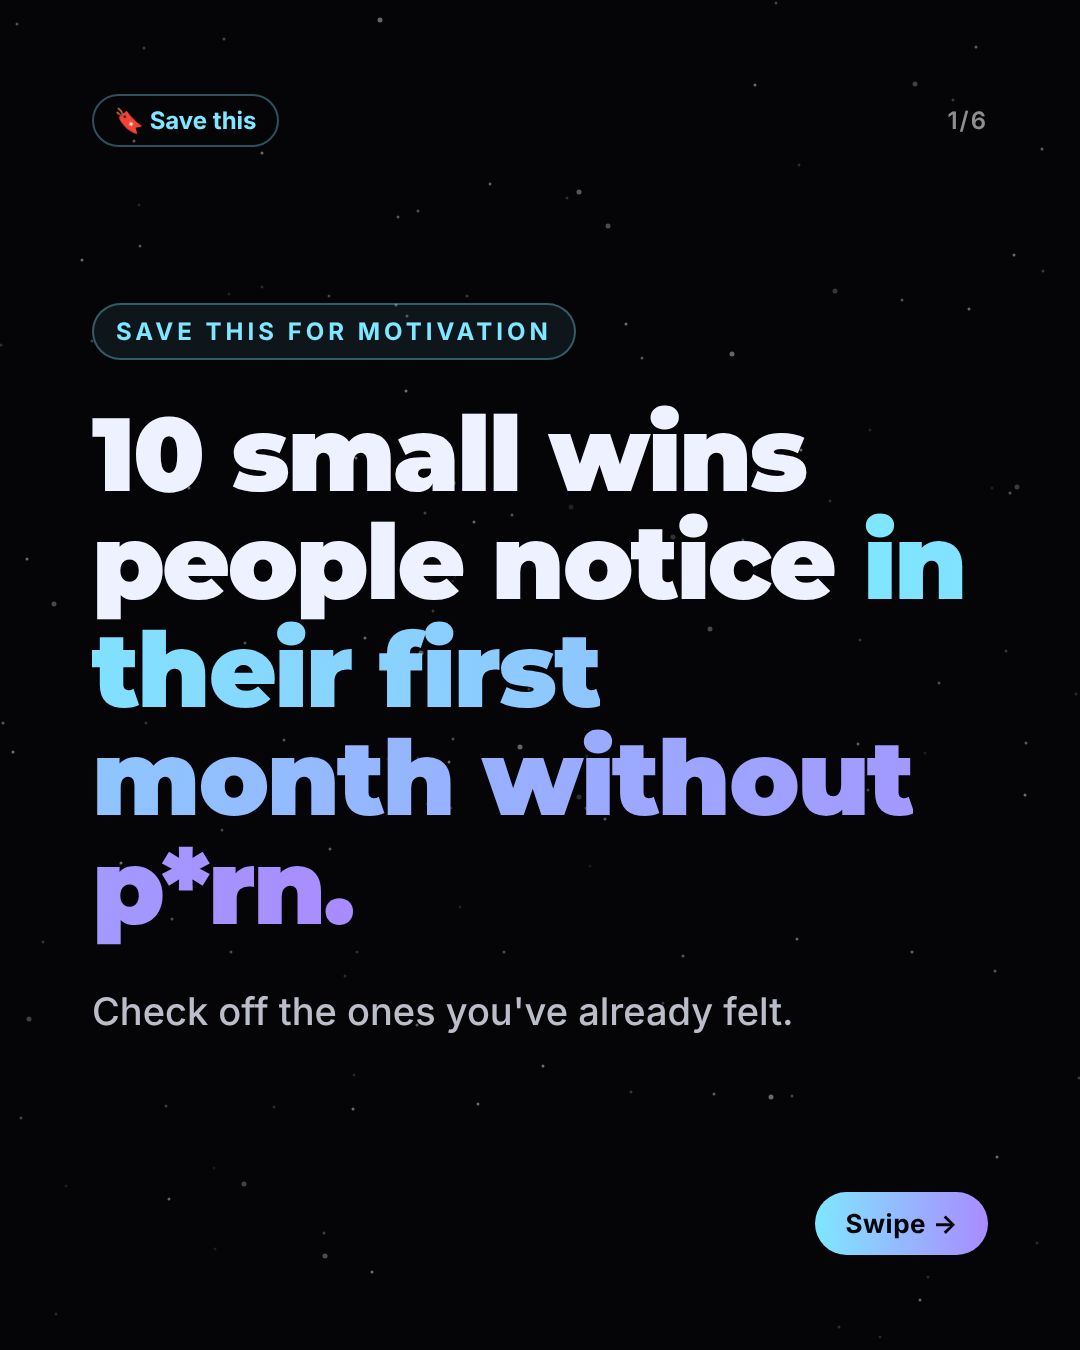 🔖 Save this
1/6
SAVE THIS FOR MOTIVATION
10 small wins
people notice in
their first
month without
p*rn.
Check off the ones you've already felt.
Swipe →